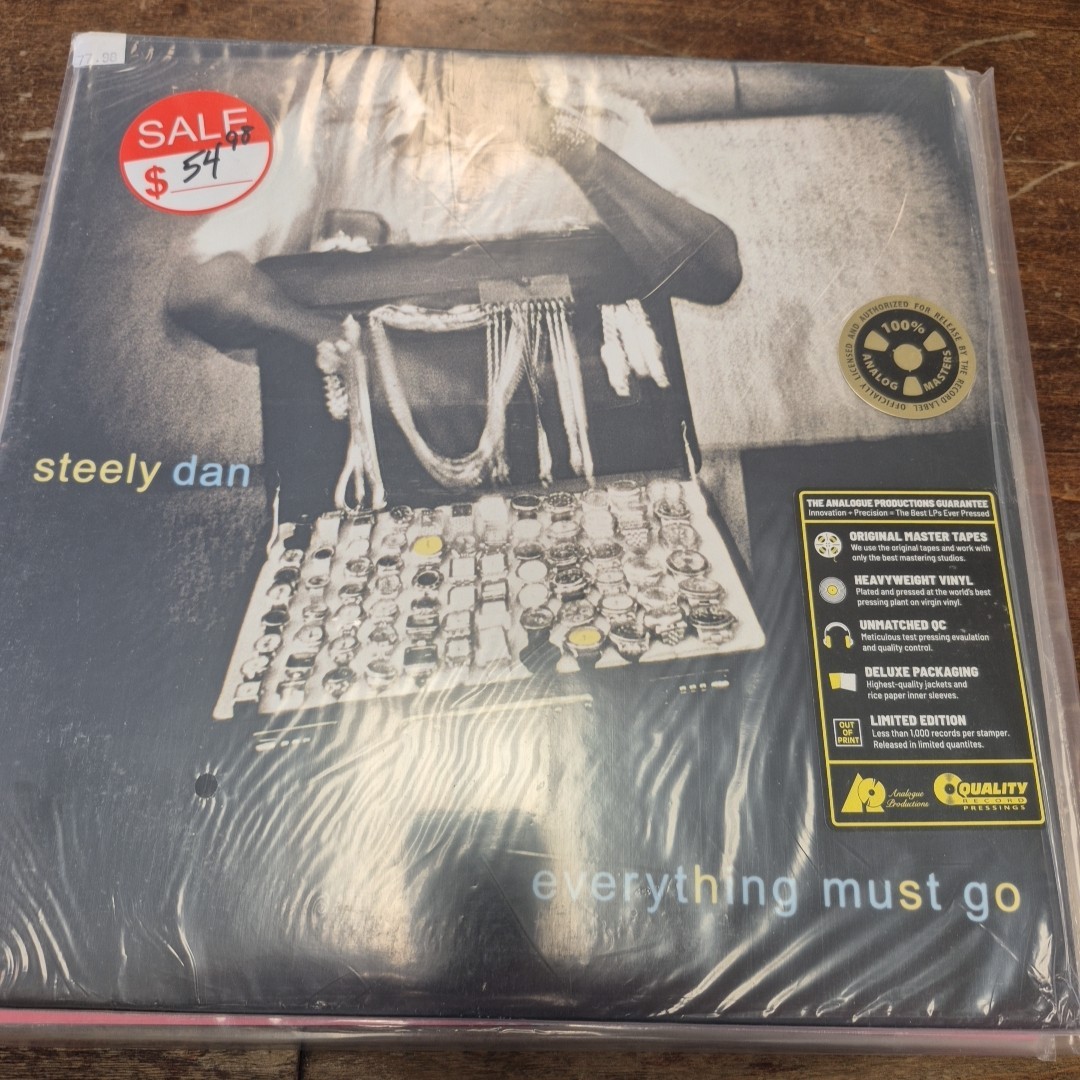 77.98
SALE
$ 54 98
OFFICIALLY LICENSED AND AUTHORIZED FOR RELEASE BY THE RECORD LABEL
100%
ANALOG MASTERS
steely dan
THE ANALOGUE PRODUCTIONS GUARANTEE
Innovation + Precision = The Best LPs Ever Pressed
ORIGINAL MASTER TAPES
We use the original tapes and work with
only the best mastering studios.
HEAVYWEIGHT VINYL
Plated and pressed at the world's best
pressing plant on virgin vinyl.
UNMATCHED QC
Meticulous test pressing evaulation
and quality control.
DELUXE PACKAGING
Highest-quality jackets and
rice paper inner sleeves.
OUT
OF
PRINT
LIMITED EDITION
Less than 1,000 records per stamper.
Released in limited quantites.
Analogue
Productions
QUALITY
RECORD
PRESSINGS
everything must go